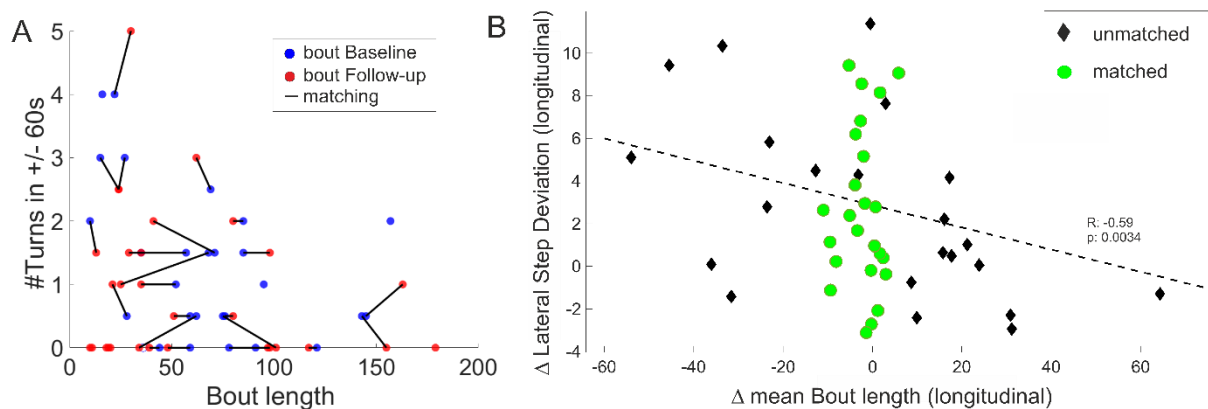 A
#Turns in +/- 60s
5
4
3
2
1
0
0
50
100
150
200
Bout length
bout Baseline
bout Follow-up
matching
B
Δ Lateral Step Deviation (longitudinal)
10
8
6
4
2
0
-2
-4
-60
-40
-20
0
20
40
60
Δ mean Bout length (longitudinal)
unmatched
matched
R: -0.59
p: 0.0034